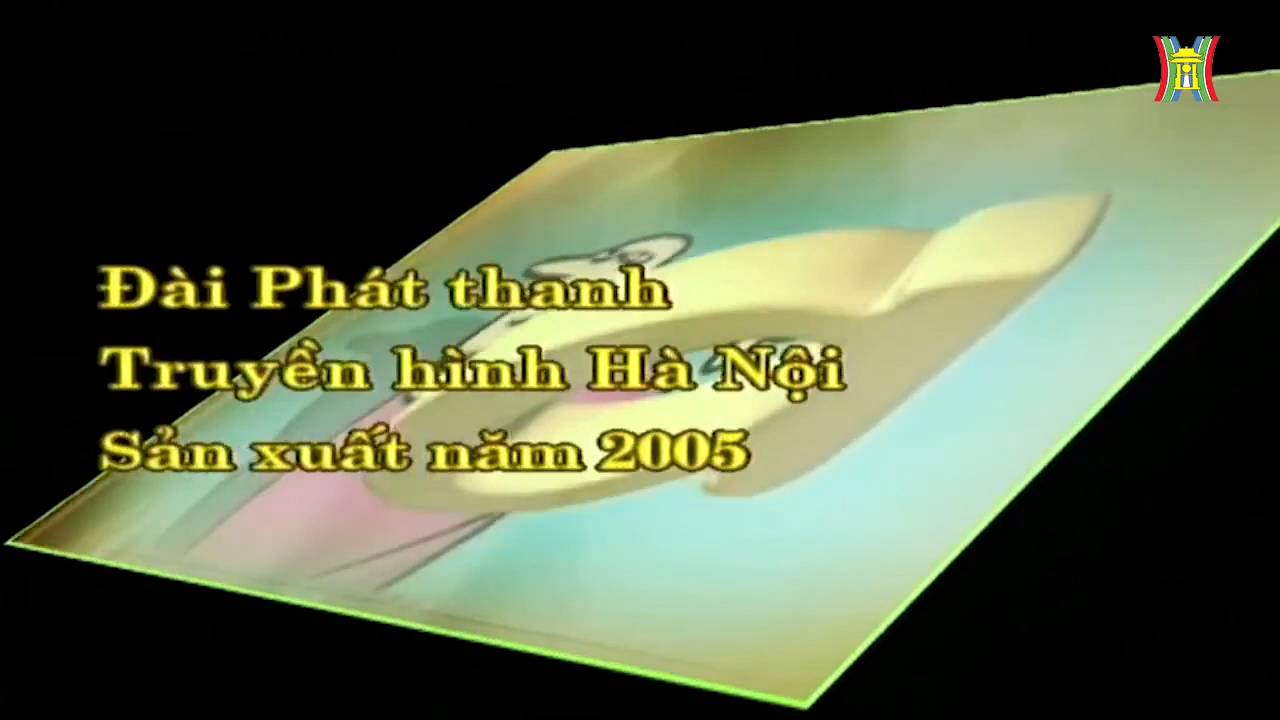 Đài Phát thanh
Truyền hình Hà Nội
Sản xuất năm 2005